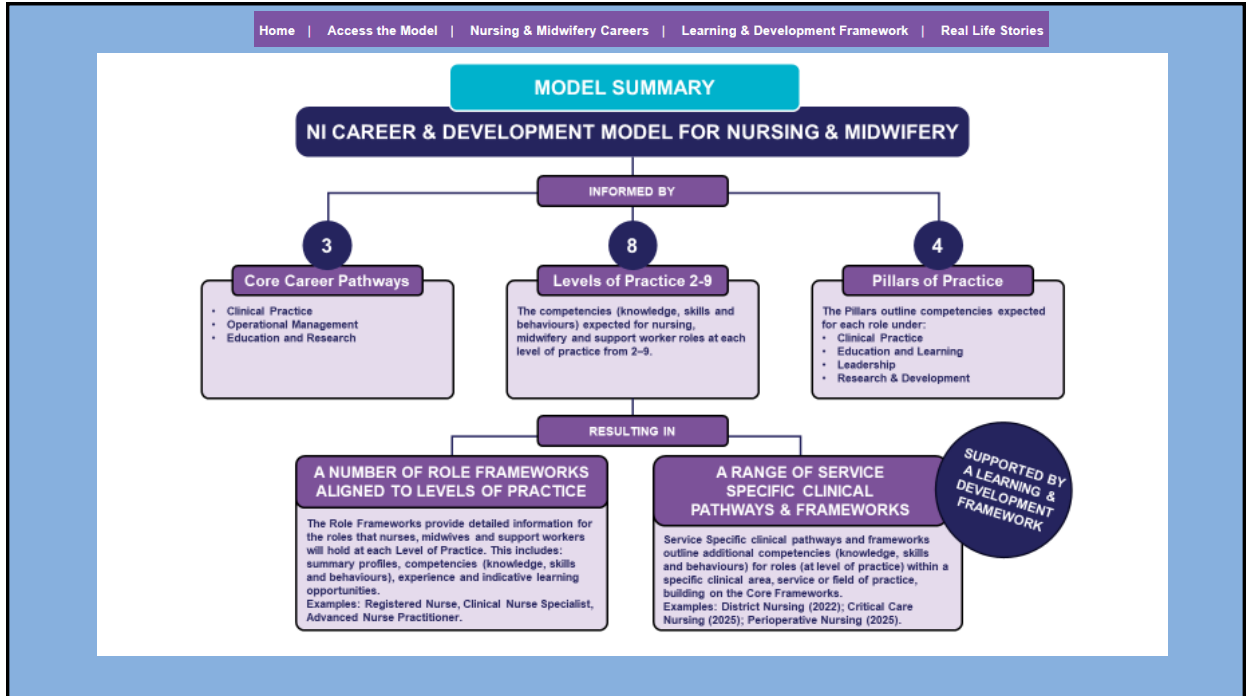 Home | Access the Model | Nursing & Midwifery Careers | Learning & Development Framework | Real Life Stories
MODEL SUMMARY
NI CAREER & DEVELOPMENT MODEL FOR NURSING & MIDWIFERY
INFORMED BY
3
Core Career Pathways
• Clinical Practice
• Operational Management
• Education and Research
8
Levels of Practice 2-9
The competencies (knowledge, skills and
behaviours) expected for nursing,
midwifery and support worker roles at each
level of practice from 2–9.
4
Pillars of Practice
The Pillars outline competencies expected
for each role under:
• Clinical Practice
• Education and Learning
• Leadership
• Research & Development
RESULTING IN
A NUMBER OF ROLE FRAMEWORKS
ALIGNED TO LEVELS OF PRACTICE
The Role Frameworks provide detailed information for
the roles that nurses, midwives and support workers
will hold at each Level of Practice. This includes:
summary profiles, competencies (knowledge, skills
and behaviours), experience and indicative learning
opportunities.
Examples: Registered Nurse, Clinical Nurse Specialist,
Advanced Nurse Practitioner.
A RANGE OF SERVICE
SPECIFIC CLINICAL
PATHWAYS & FRAMEWORKS
Service Specific clinical pathways and frameworks
outline additional competencies (knowledge, skills
and behaviours) for roles (at level of practice) within a
specific clinical area, service or field of practice,
building on the Core Frameworks.
Examples: District Nursing (2022); Critical Care
Nursing (2025); Perioperative Nursing (2025).
SUPPORTED BY
A LEARNING &
DEVELOPMENT
FRAMEWORK